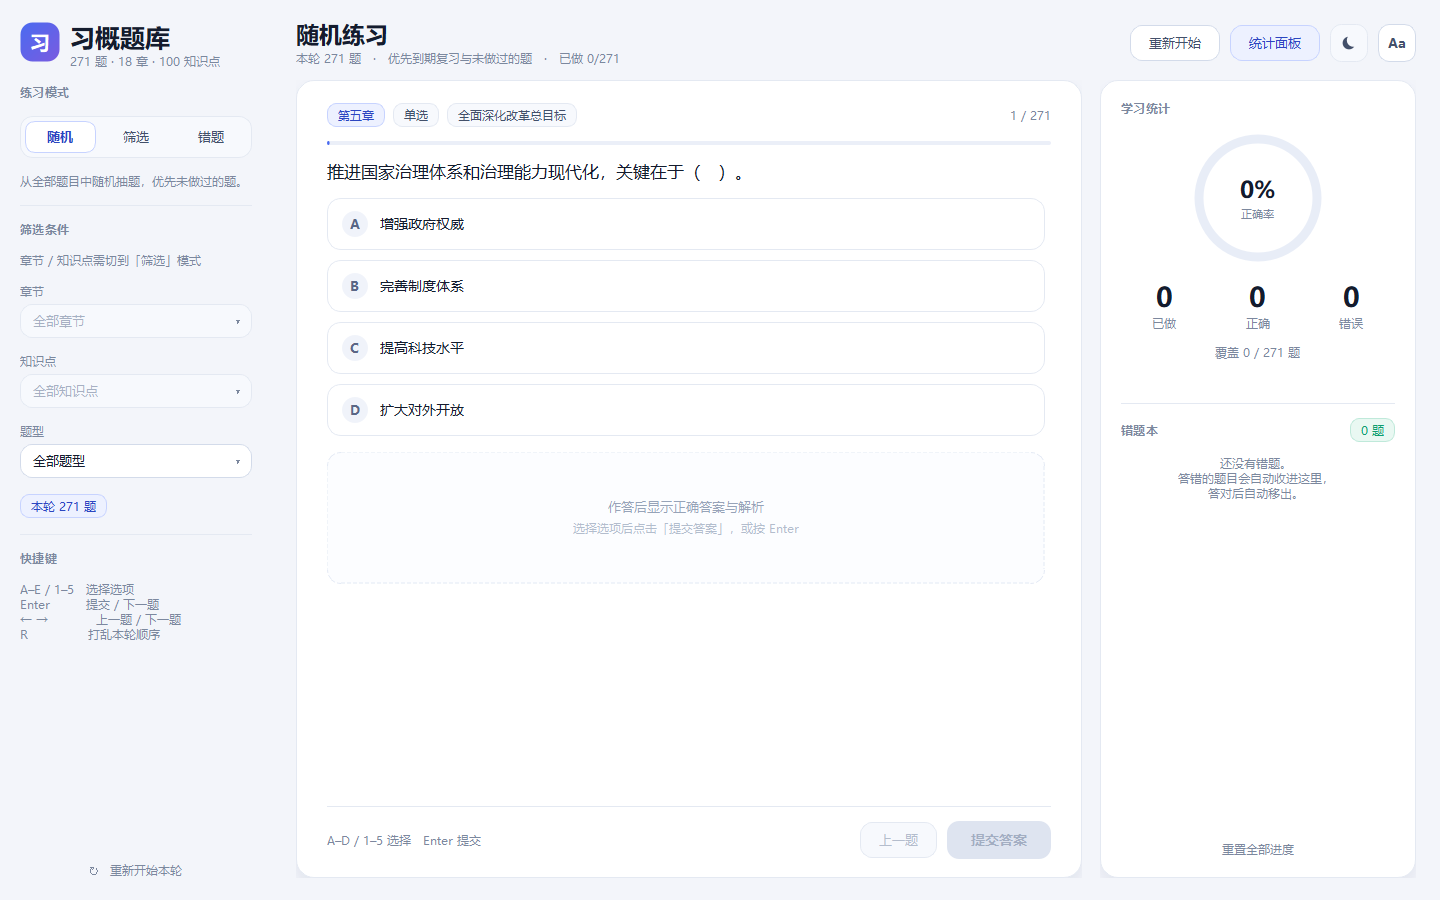 习
习概题库
271 题 · 18 章 · 100 知识点
练习模式
随机
筛选
错题
从全部题目中随机抽题，优先未做过的题。
筛选条件
章节 / 知识点需切到「筛选」模式
章节
全部章节
知识点
全部知识点
题型
全部题型
本轮 271 题
快捷键
A–E / 1–5 选择选项
Enter 提交 / 下一题
← → 上一题 / 下一题
R 打乱本轮顺序
↻ 重新开始本轮
随机练习
本轮 271 题 · 优先到期复习与未做过的题 · 已做 0/271
重新开始
统计面板
Aa
第五章
单选
全面深化改革总目标
1 / 271
推进国家治理体系和治理能力现代化，关键在于（ ）。
A 增强政府权威
B 完善制度体系
C 提高科技水平
D 扩大对外开放
作答后显示正确答案与解析
选择选项后点击「提交答案」，或按 Enter
A–D / 1–5 选择 Enter 提交
上一题
提交答案
学习统计
0%
正确率
0
已做
0
正确
0
错误
覆盖 0 / 271 题
错题本
0 题
还没有错题。
答错的题目会自动收进这里，
答对后自动移出。
重置全部进度